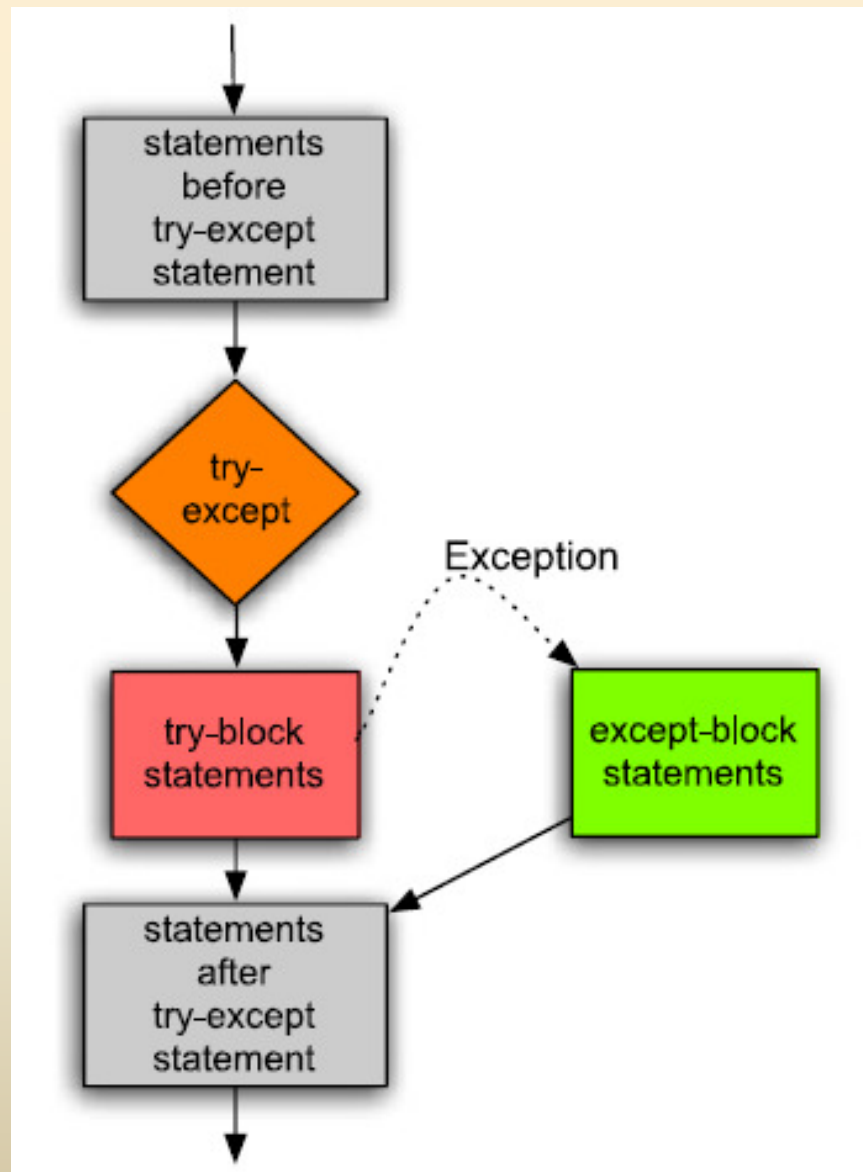 statements
before
try-except
statement
try-
except
Exception
try-block
statements
except-block
statements
statements
after
try-except
statement